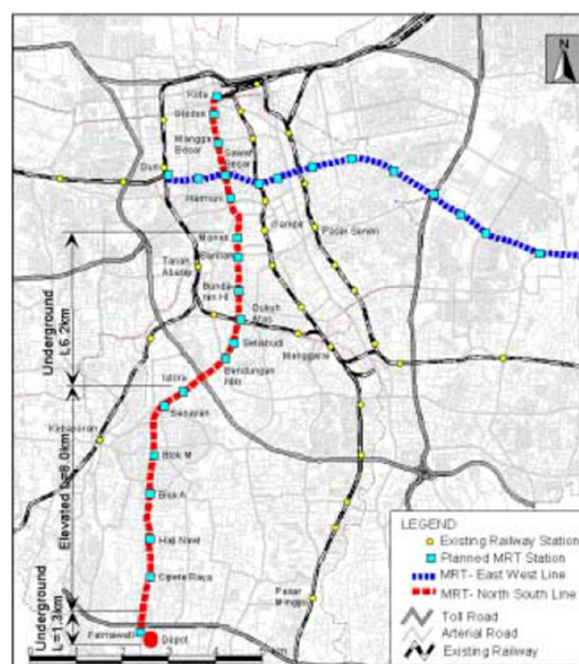 N
Kota
Glodok
Mangga
Besar
Sawah
Besar
Duri
Harmoni
Monas
Gambir
Pasar Senen
Tanah
Abang
Bunda-
ran HI
Dukuh
Atas
Setiabudi
Manggarai
Bendungan
Hilir
Istora
Senayan
Kebayoran
Blok M
Blok A
Haji Nawi
Cipete Raya
Pasar
Minggu
Fatmawati
Depot
Underground
L6.2km
Elevated L=8.0km
Underground
L=1.3km
0
km
LEGEND
Existing Railway Station
Planned MRT Station
MRT- East West Line
MRT- North South Line
Toll Road
Arterial Road
Existing Railway